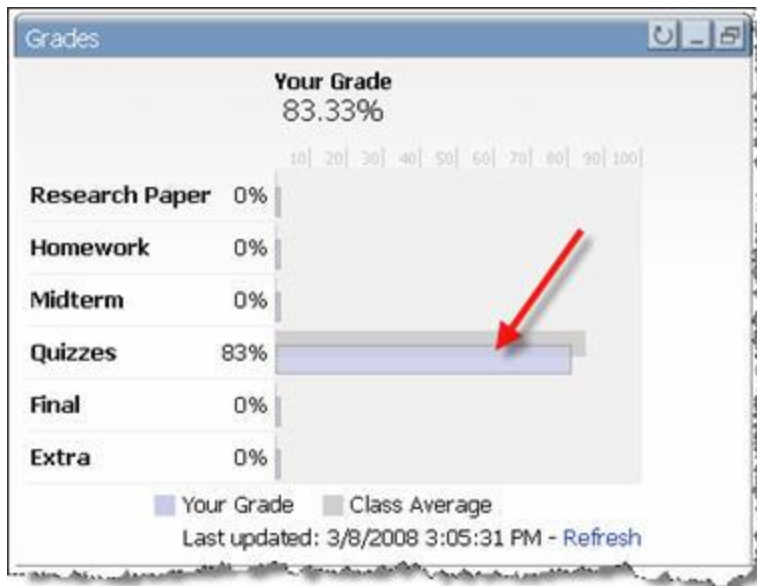 Grades
Your Grade
83.33%
10| 20| 30| 40| 50| 60| 70| 80| 90| 100|
Research Paper 0%
Homework 0%
Midterm 0%
Quizzes 83%
Final 0%
Extra 0%
Your Grade Class Average
Last updated: 3/8/2008 3:05:31 PM - Refresh